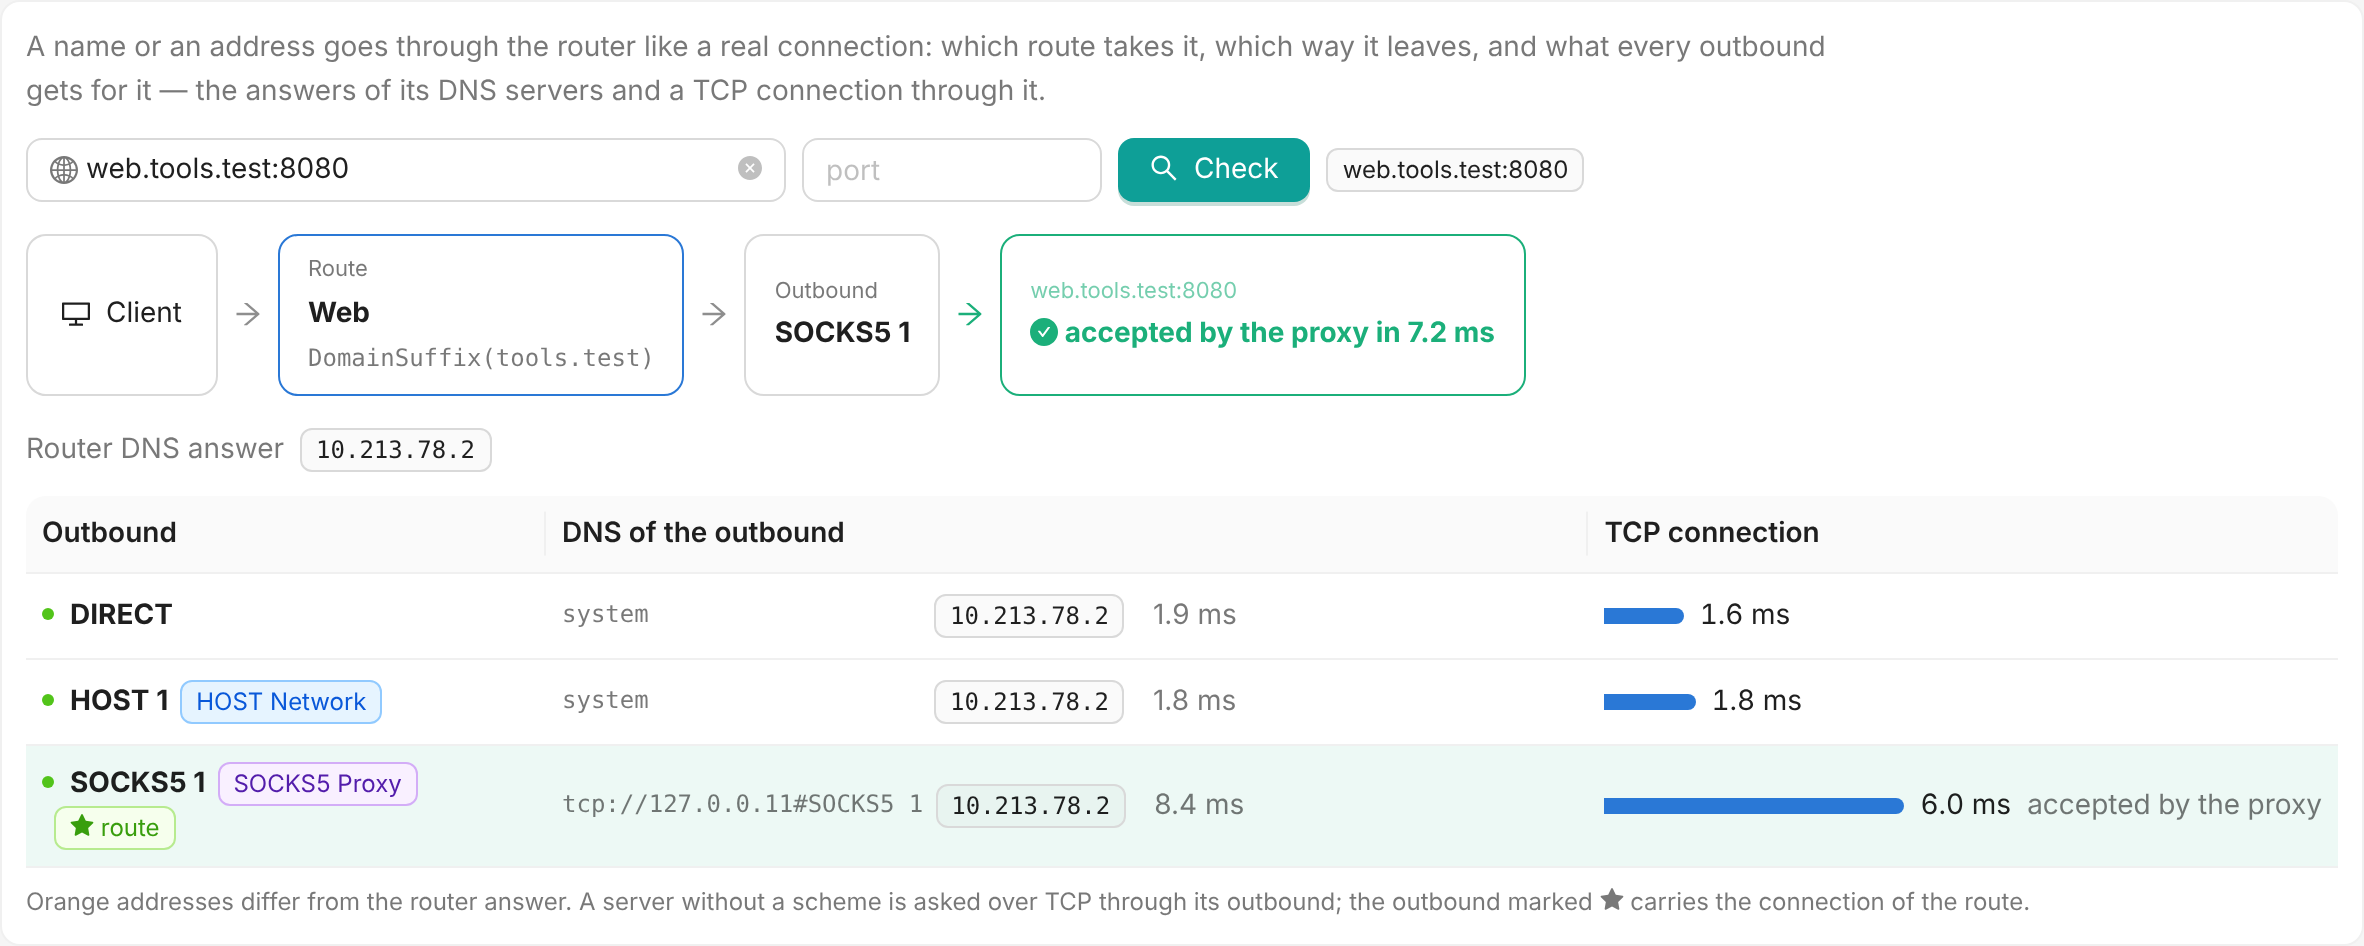 A name or an address goes through the router like a real connection: which route takes it, which way it leaves, and what every outbound
gets for it — the answers of its DNS servers and a TCP connection through it.
web.tools.test:8080
port
Check
web.tools.test:8080
Client
Route
Web
DomainSuffix(tools.test)
Outbound
SOCKS5 1
web.tools.test:8080
accepted by the proxy in 7.2 ms
Router DNS answer 10.213.78.2
Outbound DNS of the outbound TCP connection
DIRECT system 10.213.78.2 1.9 ms 1.6 ms
HOST 1 HOST Network system 10.213.78.2 1.8 ms 1.8 ms
SOCKS5 1 SOCKS5 Proxy
route
tcp://127.0.0.11#SOCKS5 1 10.213.78.2 8.4 ms 6.0 ms accepted by the proxy
Orange addresses differ from the router answer. A server without a scheme is asked over TCP through its outbound; the outbound marked ★ carries the connection of the route.